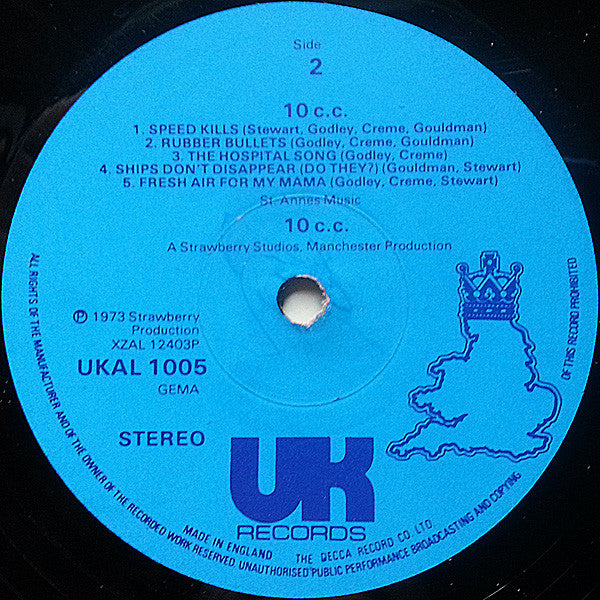 Side
2
10 c.c.
1. SPEED KILLS (Stewart, Godley, Creme, Gouldman)
2. RUBBER BULLETS (Godley, Creme, Gouldman)
3. THE HOSPITAL SONG (Godley, Creme)
4. SHIPS DON'T DISAPPEAR (DO THEY?) (Gouldman, Stewart)
5. FRESH AIR FOR MY MAMA (Godley, Creme, Stewart)
St. Annes Music
10 c.c.
A Strawberry Studios, Manchester Production
℗ 1973 Strawberry
Production
XZAL 12403P
UKAL 1005
GEMA
STEREO
UK
RECORDS
MADE IN ENGLAND THE DECCA RECORD CO. LTD
ALL RIGHTS OF THE MANUFACTURER AND OF THE OWNER OF THE RECORDED WORK RESERVED. UNAUTHORISED PUBLIC PERFORMANCE BROADCASTING AND COPYING OF THIS RECORD PROHIBITED